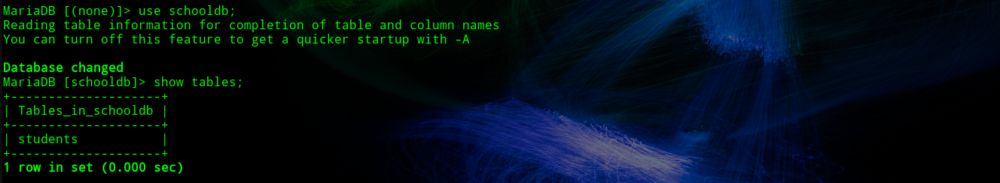 MariaDB [(none)]> use schooldb;
Reading table information for completion of table and column names
You can turn off this feature to get a quicker startup with -A

Database changed
MariaDB [schooldb]> show tables;
+--------------------+
| Tables_in_schooldb |
+--------------------+
| students           |
+--------------------+
1 row in set (0.000 sec)